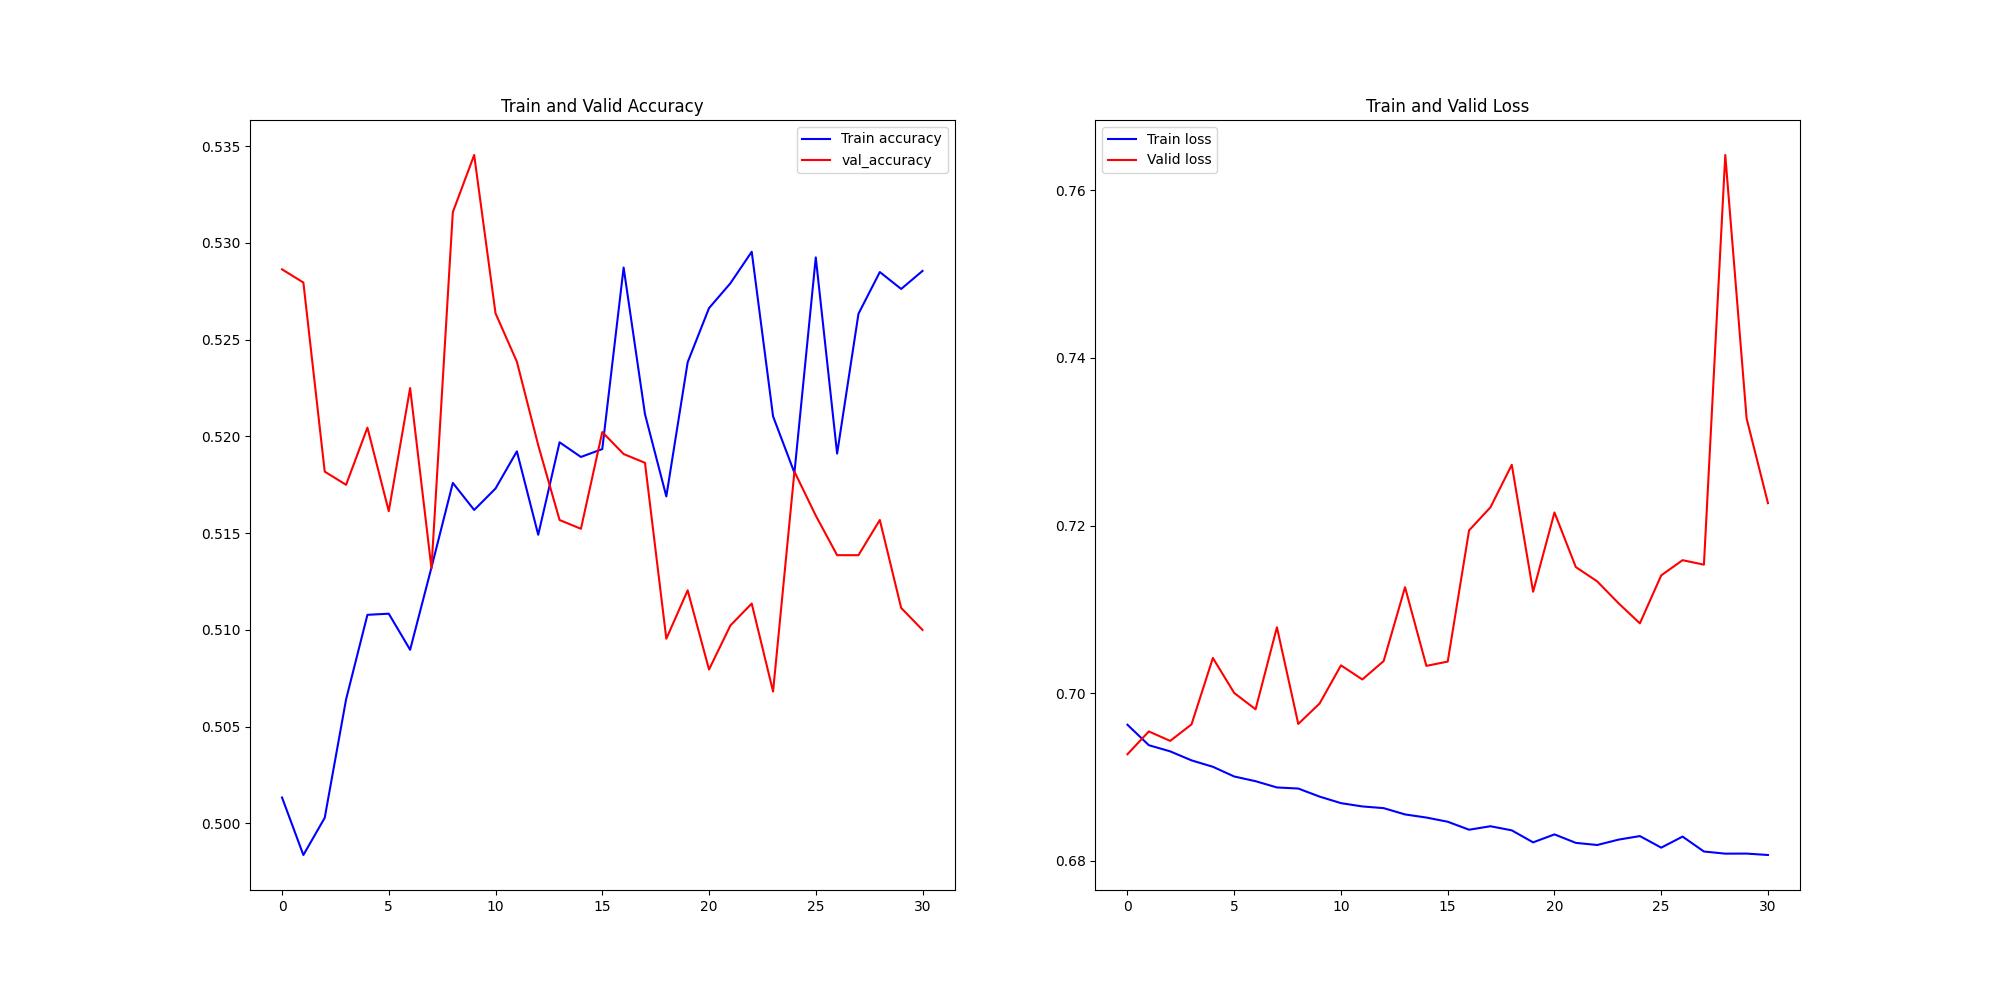 Train and Valid Accuracy
Train accuracy
val_accuracy
0.535
0.530
0.525
0.520
0.515
0.510
0.505
0.500
0 5 10 15 20 25 30
Train and Valid Loss
Train loss
Valid loss
0.76
0.74
0.72
0.70
0.68
0 5 10 15 20 25 30